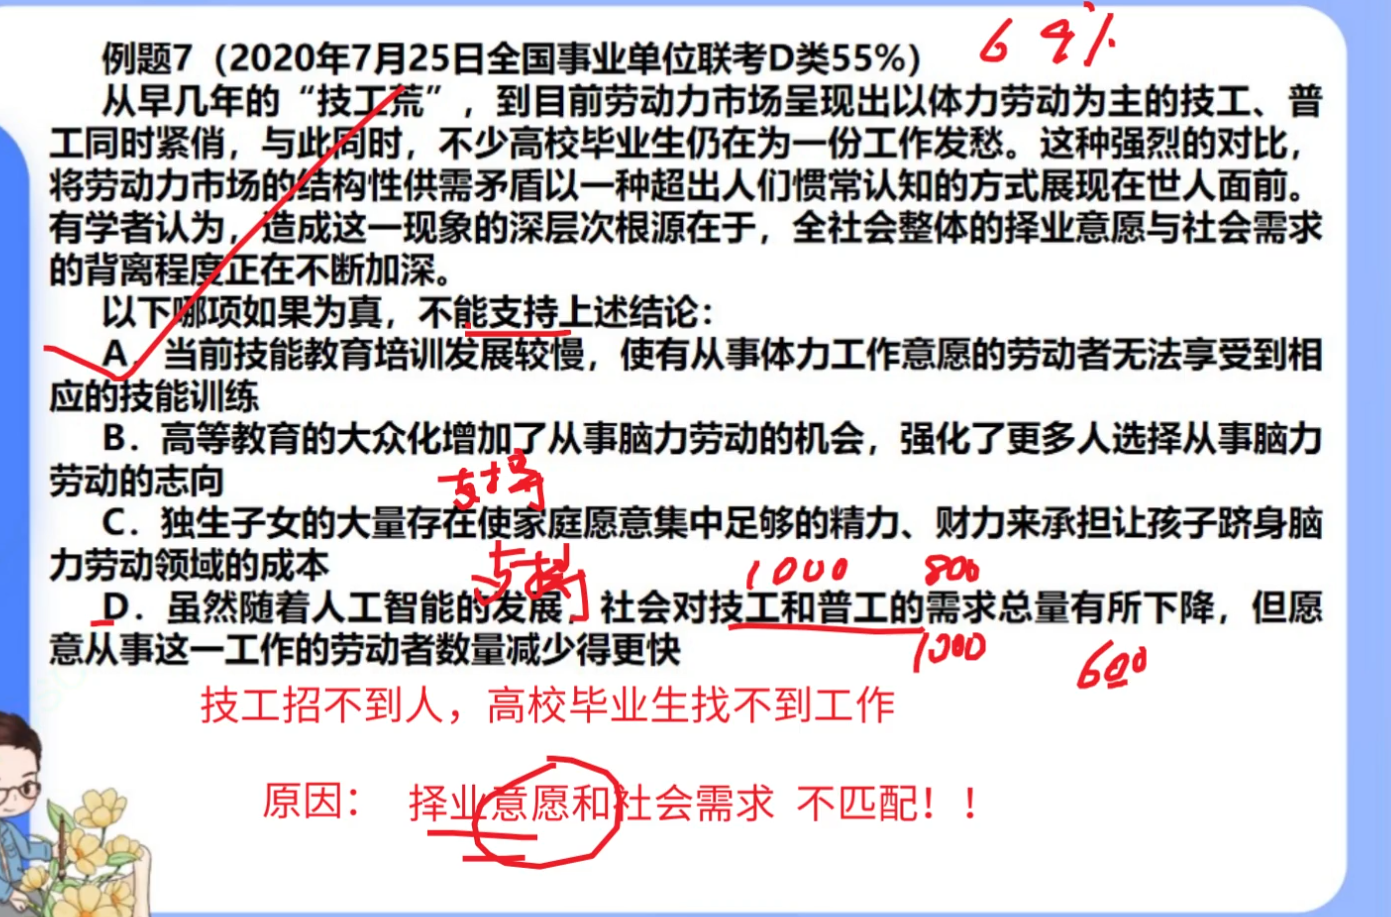 例题7（2020年7月25日全国事业单位联考D类55%）
69%
从早几年的“技工荒”，到目前劳动力市场呈现出以体力劳动为主的技工、普
工同时紧俏，与此同时，不少高校毕业生仍在为一份工作发愁。这种强烈的对比，
将劳动力市场的结构性供需矛盾以一种超出人们惯常认知的方式展现在世人面前。
有学者认为，造成这一现象的深层次根源在于，全社会整体的择业意愿与社会需求
的背离程度正在不断加深。
以下哪项如果为真，不能支持上述结论：
A．当前技能教育培训发展较慢，使有从事体力工作意愿的劳动者无法享受到相
应的技能训练
B．高等教育的大众化增加了从事脑力劳动的机会，强化了更多人选择从事脑力
劳动的志向
C．独生子女的大量存在使家庭愿意集中足够的精力、财力来承担让孩子跻身脑
力劳动领域的成本
1000 800
D．虽然随着人工智能的发展，社会对技工和普工的需求总量有所下降，但愿
意从事这一工作的劳动者数量减少得更快
1000 600
技工招不到人，高校毕业生找不到工作
原因： 择业意愿和社会需求 不匹配！！